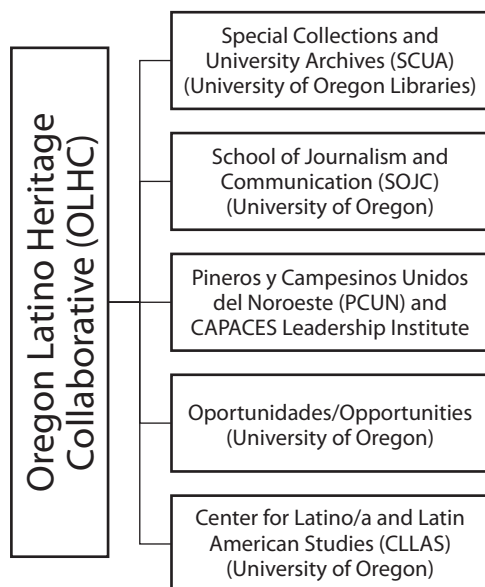 Oregon Latino Heritage
Collaborative (OLHC)
Special Collections and
University Archives (SCUA)
(University of Oregon Libraries)
School of Journalism and
Communication (SOJC)
(University of Oregon)
Pineros y Campesinos Unidos
del Noroeste (PCUN) and
CAPACES Leadership Institute
Oportunidades/Opportunities
(University of Oregon)
Center for Latino/a and Latin
American Studies (CLLAS)
(University of Oregon)